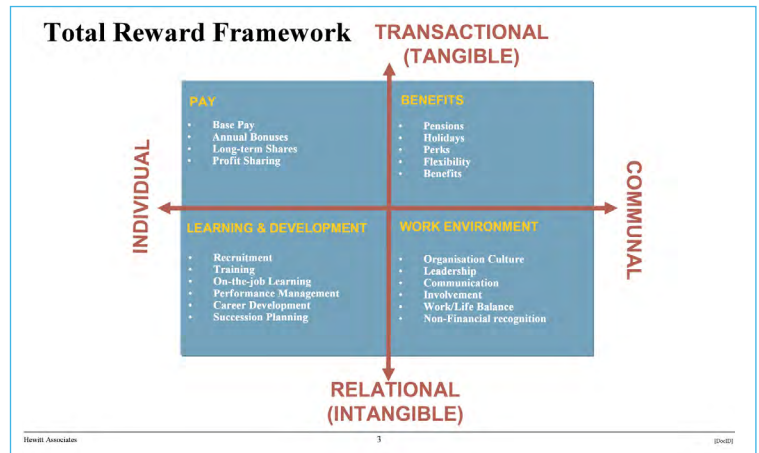 Total Reward Framework
TRANSACTIONAL
(TANGIBLE)
PAY
• Base Pay
• Annual Bonuses
• Long-term Shares
• Profit Sharing
BENEFITS
• Pensions
• Holidays
• Perks
• Flexibility
• Benefits
INDIVIDUAL
COMMUNAL
LEARNING & DEVELOPMENT
• Recruitment
• Training
• On-the-job Learning
• Performance Management
• Career Development
• Succession Planning
WORK ENVIRONMENT
• Organisation Culture
• Leadership
• Communication
• Involvement
• Work/Life Balance
• Non-Financial recognition
RELATIONAL
(INTANGIBLE)
Hewitt Associates
3
[DocID]